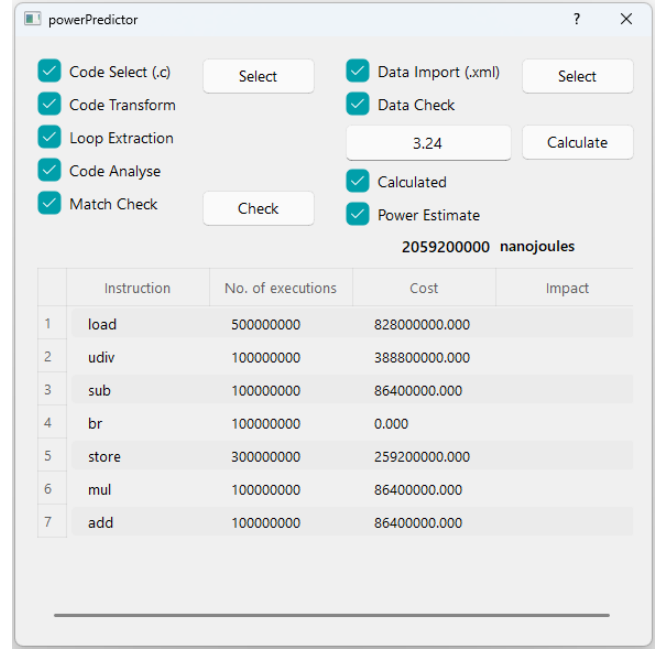 powerPredictor ?
Code Select (.c) Select
Code Transform
Loop Extraction
Code Analyse
Match Check Check
Data Import (.xml) Select
Data Check
3.24 Calculate
Calculated
Power Estimate
2059200000 nanojoules
Instruction No. of executions Cost Impact
1 load 500000000 828000000.000
2 udiv 100000000 388800000.000
3 sub 100000000 86400000.000
4 br 100000000 0.000
5 store 300000000 259200000.000
6 mul 100000000 86400000.000
7 add 100000000 86400000.000